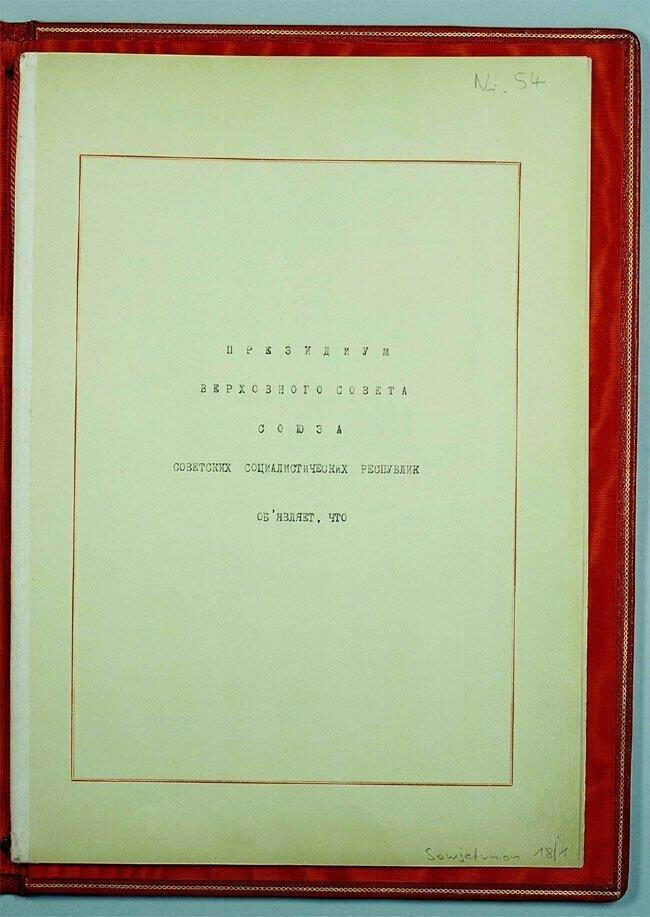 Nr. 54
ПРЕЗИДИУМ
ВЕРХОВНОГО СОВЕТА
СОЮЗА
СОВЕТСКИХ СОЦИАЛИСТИЧЕСКИХ РЕСПУБЛИК
ОБ'ЯВЛЯЕТ, ЧТО
Sowjetunion 18/1